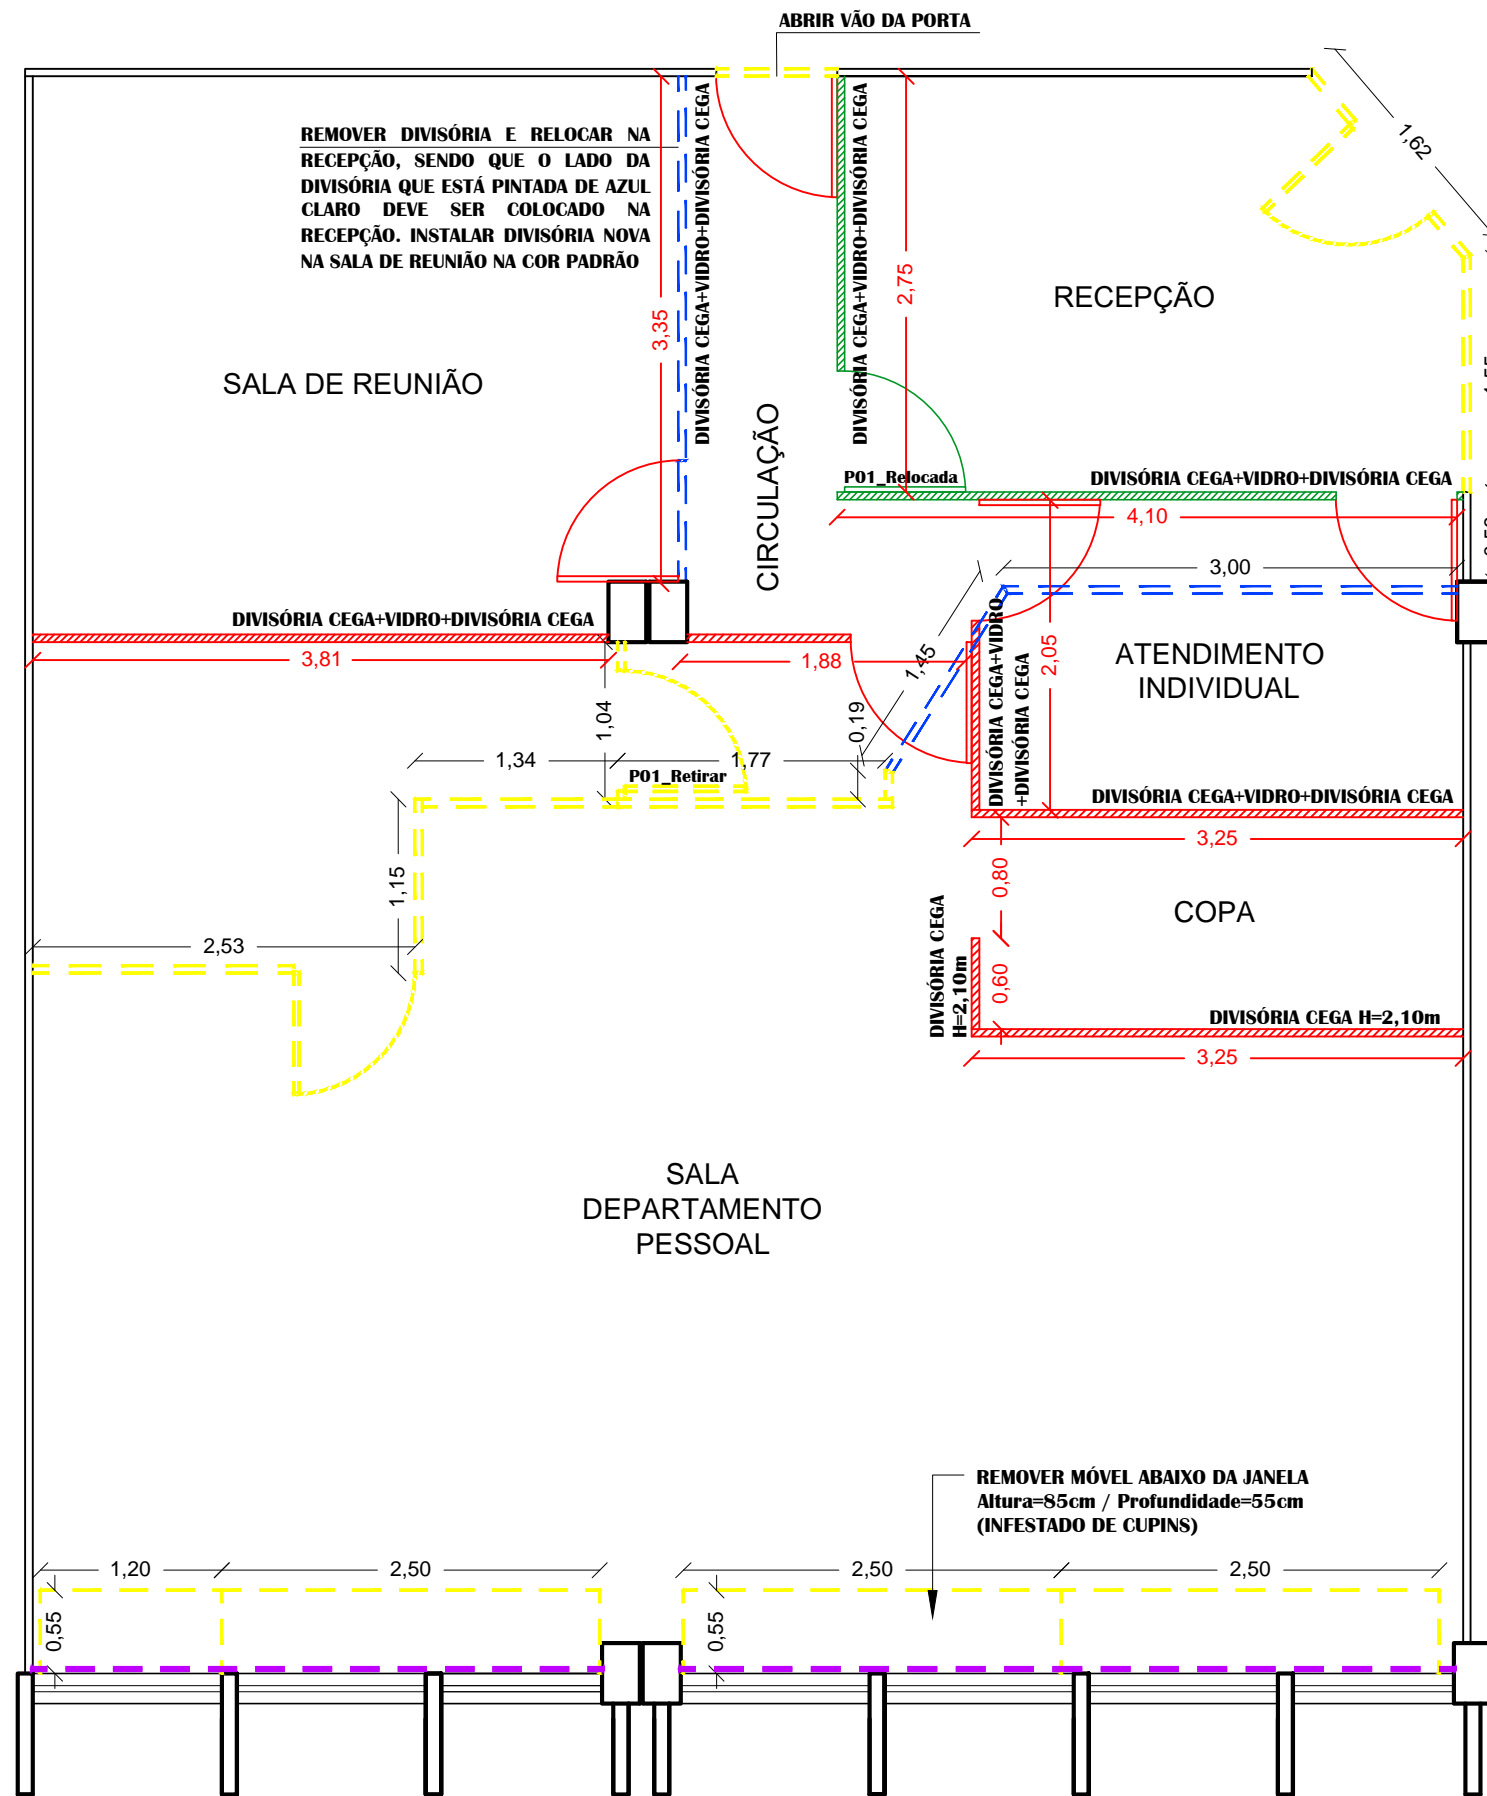 ABRIR VÃO DA PORTA
REMOVER DIVISÓRIA E RELOCAR NA
RECEPÇÃO, SENDO QUE O LADO DA
DIVISÓRIA QUE ESTÁ PINTADA DE AZUL
CLARO DEVE SER COLOCADO NA
RECEPÇÃO. INSTALAR DIVISÓRIA NOVA
NA SALA DE REUNIÃO NA COR PADRÃO
3,35
DIVISÓRIA CEGA+VIDRO+DIVISÓRIA CEGA
DIVISÓRIA CEGA+VIDRO+DIVISÓRIA CEGA
2,75
1,62
RECEPÇÃO
SALA DE REUNIÃO
CIRCULAÇÃO
P01_Relocada
DIVISÓRIA CEGA+VIDRO+DIVISÓRIA CEGA
4,10
3,00
DIVISÓRIA CEGA+VIDRO+DIVISÓRIA CEGA
3,81
1,88
1,45
DIVISÓRIA CEGA+VIDRO
+DIVISÓRIA CEGA
2,05
ATENDIMENTO
INDIVIDUAL
1,04
0,19
1,34
1,77
P01_Retirar
DIVISÓRIA CEGA+VIDRO+DIVISÓRIA CEGA
3,25
1,15
0,80
COPA
2,53
DIVISÓRIA CEGA
H=2,10m
0,60
DIVISÓRIA CEGA H=2,10m
3,25
SALA
DEPARTAMENTO
PESSOAL
REMOVER MÓVEL ABAIXO DA JANELA
Altura=85cm / Profundidade=55cm
(INFESTADO DE CUPINS)
1,20
2,50
2,50
2,50
0,55
0,55